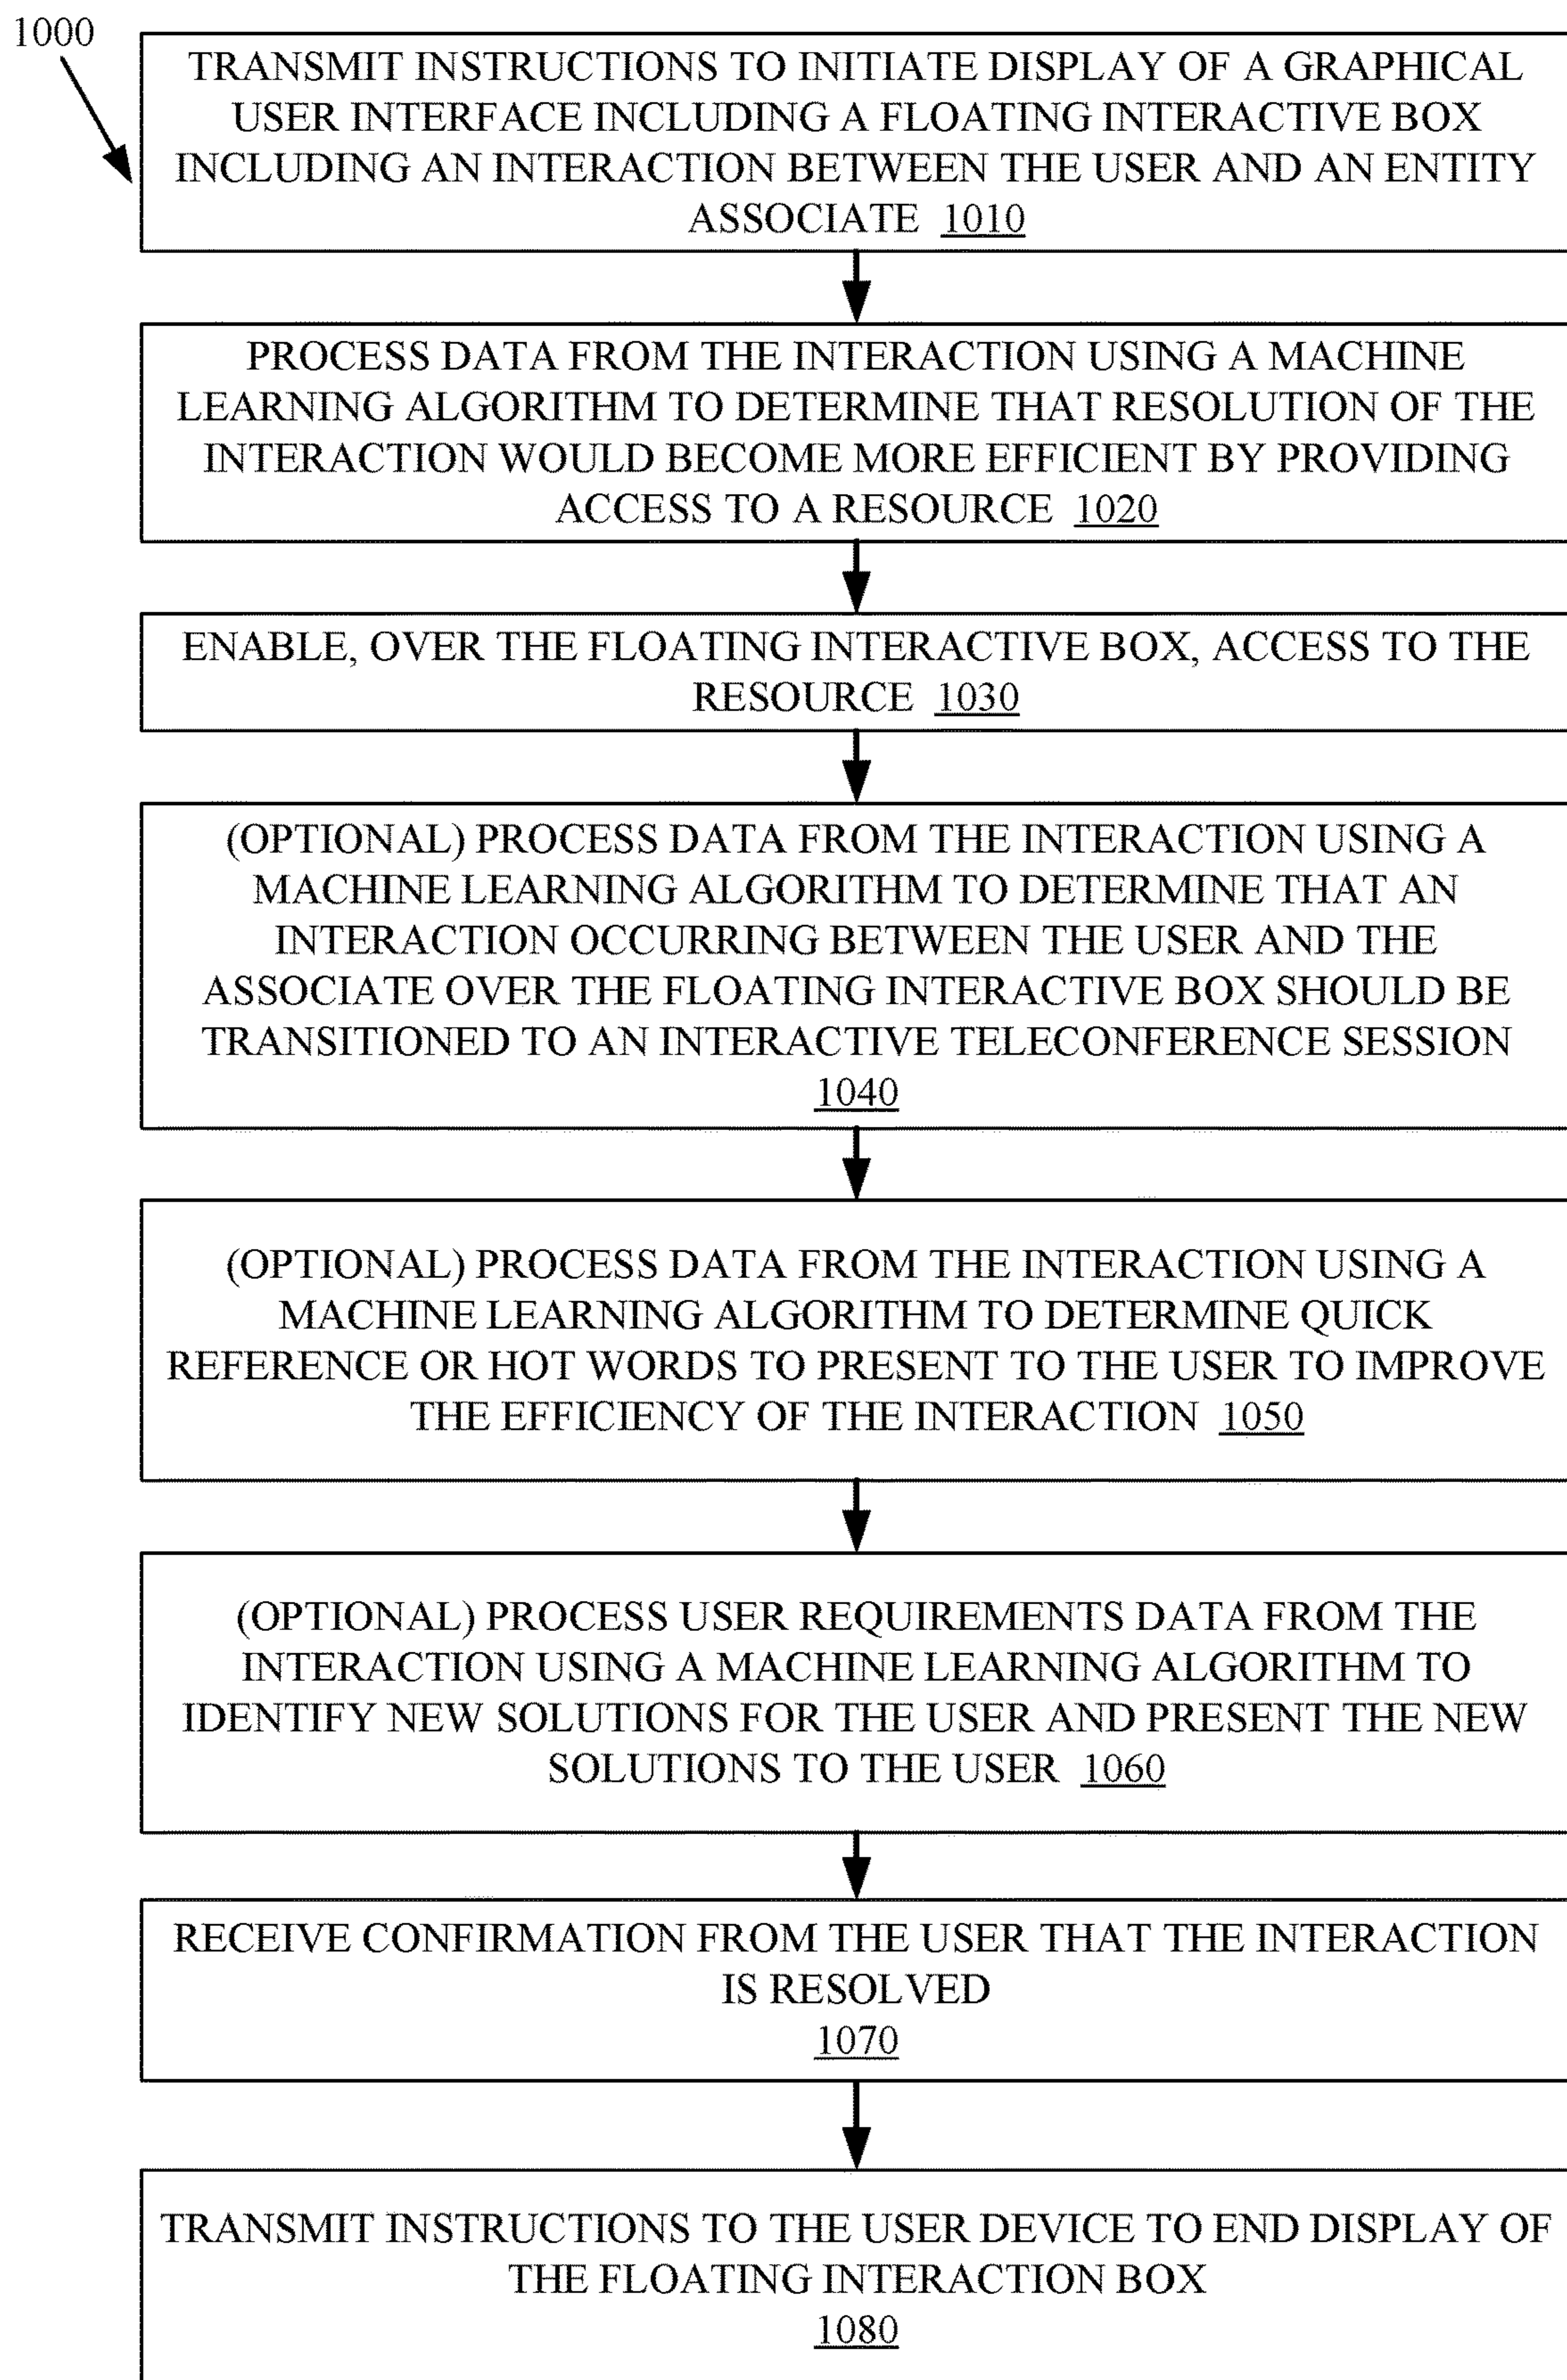 1000
TRANSMIT INSTRUCTIONS TO INITIATE DISPLAY OF A GRAPHICAL
USER INTERFACE INCLUDING A FLOATING INTERACTIVE BOX
INCLUDING AN INTERACTION BETWEEN THE USER AND AN ENTITY
ASSOCIATE 1010
PROCESS DATA FROM THE INTERACTION USING A MACHINE
LEARNING ALGORITHM TO DETERMINE THAT RESOLUTION OF THE
INTERACTION WOULD BECOME MORE EFFICIENT BY PROVIDING
ACCESS TO A RESOURCE 1020
ENABLE, OVER THE FLOATING INTERACTIVE BOX, ACCESS TO THE
RESOURCE 1030
(OPTIONAL) PROCESS DATA FROM THE INTERACTION USING A
MACHINE LEARNING ALGORITHM TO DETERMINE THAT AN
INTERACTION OCCURRING BETWEEN THE USER AND THE
ASSOCIATE OVER THE FLOATING INTERACTIVE BOX SHOULD BE
TRANSITIONED TO AN INTERACTIVE TELECONFERENCE SESSION
1040
(OPTIONAL) PROCESS DATA FROM THE INTERACTION USING A
MACHINE LEARNING ALGORITHM TO DETERMINE QUICK
REFERENCE OR HOT WORDS TO PRESENT TO THE USER TO IMPROVE
THE EFFICIENCY OF THE INTERACTION 1050
(OPTIONAL) PROCESS USER REQUIREMENTS DATA FROM THE
INTERACTION USING A MACHINE LEARNING ALGORITHM TO
IDENTIFY NEW SOLUTIONS FOR THE USER AND PRESENT THE NEW
SOLUTIONS TO THE USER 1060
RECEIVE CONFIRMATION FROM THE USER THAT THE INTERACTION
IS RESOLVED
1070
TRANSMIT INSTRUCTIONS TO THE USER DEVICE TO END DISPLAY OF
THE FLOATING INTERACTION BOX
1080